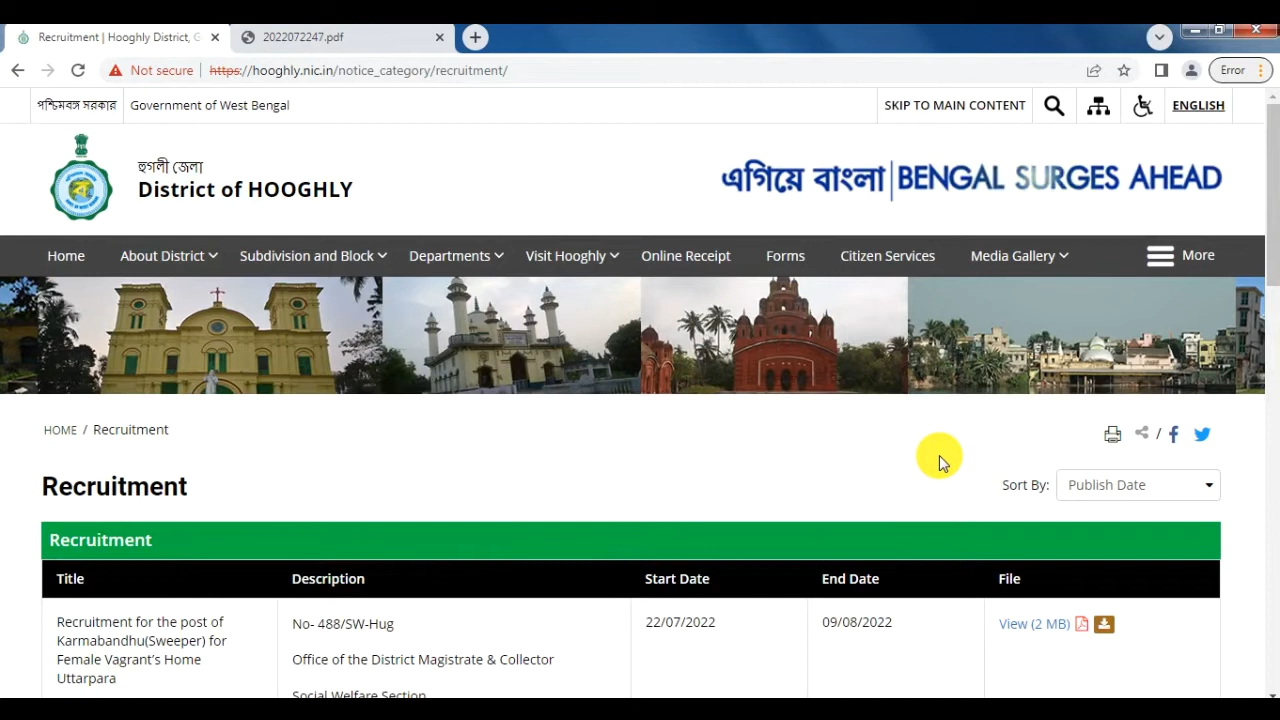 Recruitment | Hooghly District, G
2022072247.pdf
Not secure https://hooghly.nic.in/notice_category/recruitment/ Error
পশ্চিমবঙ্গ সরকার Government of West Bengal SKIP TO MAIN CONTENT ENGLISH
হুগলী জেলা
District of HOOGHLY
এগিয়ে বাংলা BENGAL SURGES AHEAD
Home About District Subdivision and Block Departments Visit Hooghly Online Receipt Forms Citizen Services Media Gallery More
HOME / Recruitment
/
Recruitment
Sort By: Publish Date
Recruitment
Title Description Start Date End Date File
Recruitment for the post of
Karmabandhu(Sweeper) for
Female Vagrant's Home
Uttarpara
No- 488/SW-Hug
Office of the District Magistrate & Collector
Social Welfare Section
22/07/2022
09/08/2022
View (2 MB)